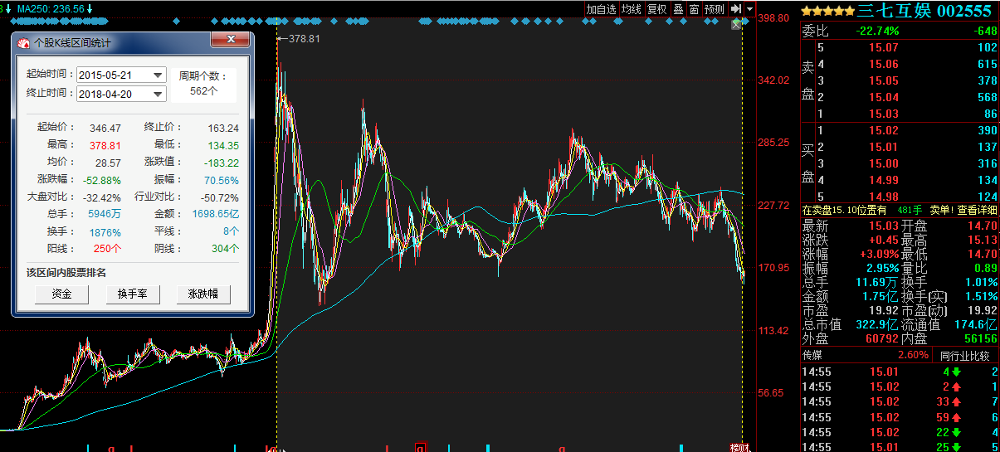 MA250: 236.56↓
加自选 均线 复权 叠 窗 预测
378.81
398.80
342.02
285.25
227.72
170.95
113.42
56.65
个股K线区间统计
起始时间： 2015-05-21
终止时间： 2018-04-20
周期个数：
562个
起始价： 346.47 终止价： 163.24
最高： 378.81 最低： 134.35
均价： 28.57 涨跌值： -183.22
涨跌幅： -52.88% 振幅： 70.56%
大盘对比： -32.42% 行业对比： -50.72%
总手： 5946万 金额： 1698.65亿
换手： 1876% 平线： 8个
阳线： 250个 阴线： 304个
该区间内股票排名
资金 换手率 涨跌幅
三七互娱 002555
委比 -22.74% -648
卖盘
5 15.07 102
4 15.06 615
3 15.05 378
2 15.04 568
1 15.03 86
买盘
1 15.02 390
2 15.01 137
3 15.00 316
4 14.99 134
5 14.98 124
在卖盘15.10位置有 481手 卖单! 查看详细
最新 15.03 开盘 14.70
涨跌 +0.45 最高 15.13
涨幅 +3.09% 最低 14.70
振幅 2.95% 量比 0.89
总手 11.69万 换手 1.01%
金额 1.75亿 换手(实) 1.51%
市盈 19.92 市盈(动) 19.92
总市值 322.9亿 流通值 174.6亿
外盘 60792 内盘 56156
传媒 2.60% 同行业比较
14:55 15.01 4↓ 2
14:55 15.02 2↑ 1
14:55 15.02 33↑ 7
14:55 15.02 59↑ 6
14:55 15.02 22↓ 4
14:55 15.01 25↓ 5